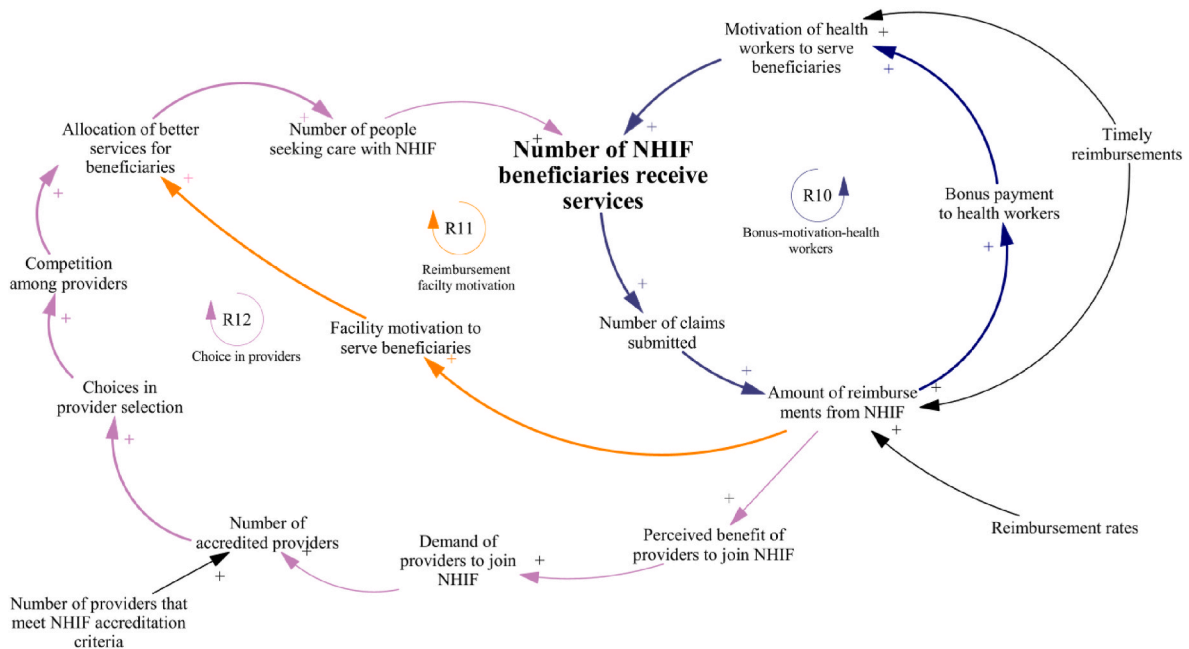 Motivation of health
workers to serve
beneficiaries
+
+
Allocation of better
services for
beneficiaries
+
+
Number of people
seeking care with NHIF
+
+
Number of NHIF
beneficiaries receive
services
+
Timely
reimbursements
R10
Bonus-motivation-health
workers
Bonus payment
to health workers
+
+
R11
Reimbursement
facilty motivation
Competition
among providers
+
R12
Choice in providers
Facility motivation to
serve beneficiaries
+
+
Number of claims
submitted
+
Choices in
provider selection
+
Amount of reimburse
ments from NHIF
+
+
Reimbursement rates
+
Perceived benefit of
providers to join NHIF
+
Demand of
providers to join
NHIF
Number of
accredited providers
+
+
Number of providers that
meet NHIF accreditation
criteria